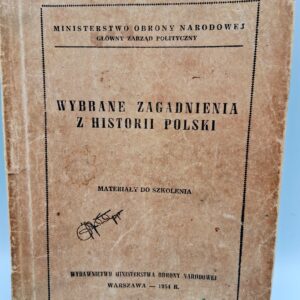 MINISTERSTWO OBRONY NARODOWEJ
GŁÓWNY ZARZĄD POLITYCZNY
WYBRANE ZAGADNIENIA
Z HISTORII POLSKI
MATERIAŁY DO SZKOLENIA
WYDAWNICTWO MINISTERSTWA OBRONY NARODOWEJ
WARSZAWA — 1954 R.